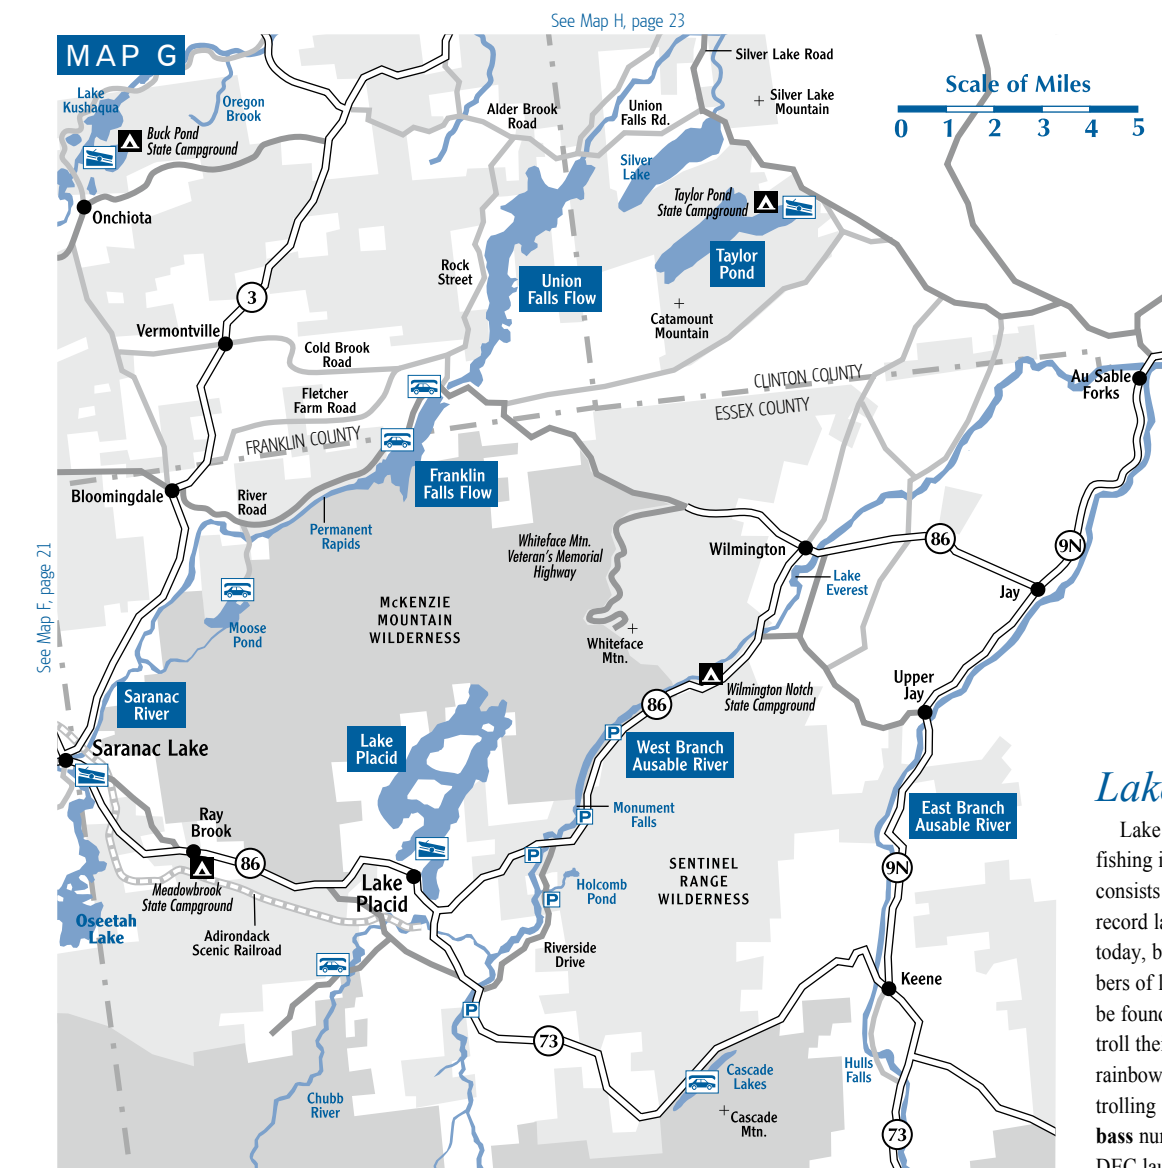 See Map H, page 23
MAP G
Silver Lake Road
Scale of Miles
0 1 2 3 4 5
Lake
Kushaqua
Oregon
Brook
Alder Brook
Road
Union
Falls Rd.
Silver Lake
Mountain
Buck Pond
State Campground
Silver
Lake
Taylor Pond
State Campground
Onchiota
Taylor
Pond
Rock
Street
Union
Falls Flow
3
Catamount
Mountain
Vermontville
Cold Brook
Road
CLINTON COUNTY
ESSEX COUNTY
Au Sable
Forks
Fletcher
Farm Road
FRANKLIN COUNTY
Franklin
Falls Flow
Bloomingdale
River
Road
Permanent
Rapids
Whiteface Mtn.
Veteran's Memorial
Highway
Wilmington
86
9N
See Map F, page 21
Lake
Everest
Jay
McKENZIE
MOUNTAIN
WILDERNESS
Moose
Pond
Whiteface
Mtn.
Upper
Jay
Wilmington Notch
State Campground
86
Saranac
River
Saranac Lake
Lake
Placid
P
West Branch
Ausable River
Monument
Falls
P
East Branch
Ausable River
Ray
Brook
86
P
9N
SENTINEL
RANGE
WILDERNESS
Lake
Placid
Meadowbrook
State Campground
Holcomb
Pond
P
Oseetah
Lake
Adirondack
Scenic Railroad
Riverside
Drive
Keene
P
73
Hulls
Falls
Cascade
Lakes
Chubb
River
Cascade
Mtn.
73
Lake
fishing i
consists
record la
today, b
bers of l
be found
troll the
rainbow
trolling
bass nu
DEC lau